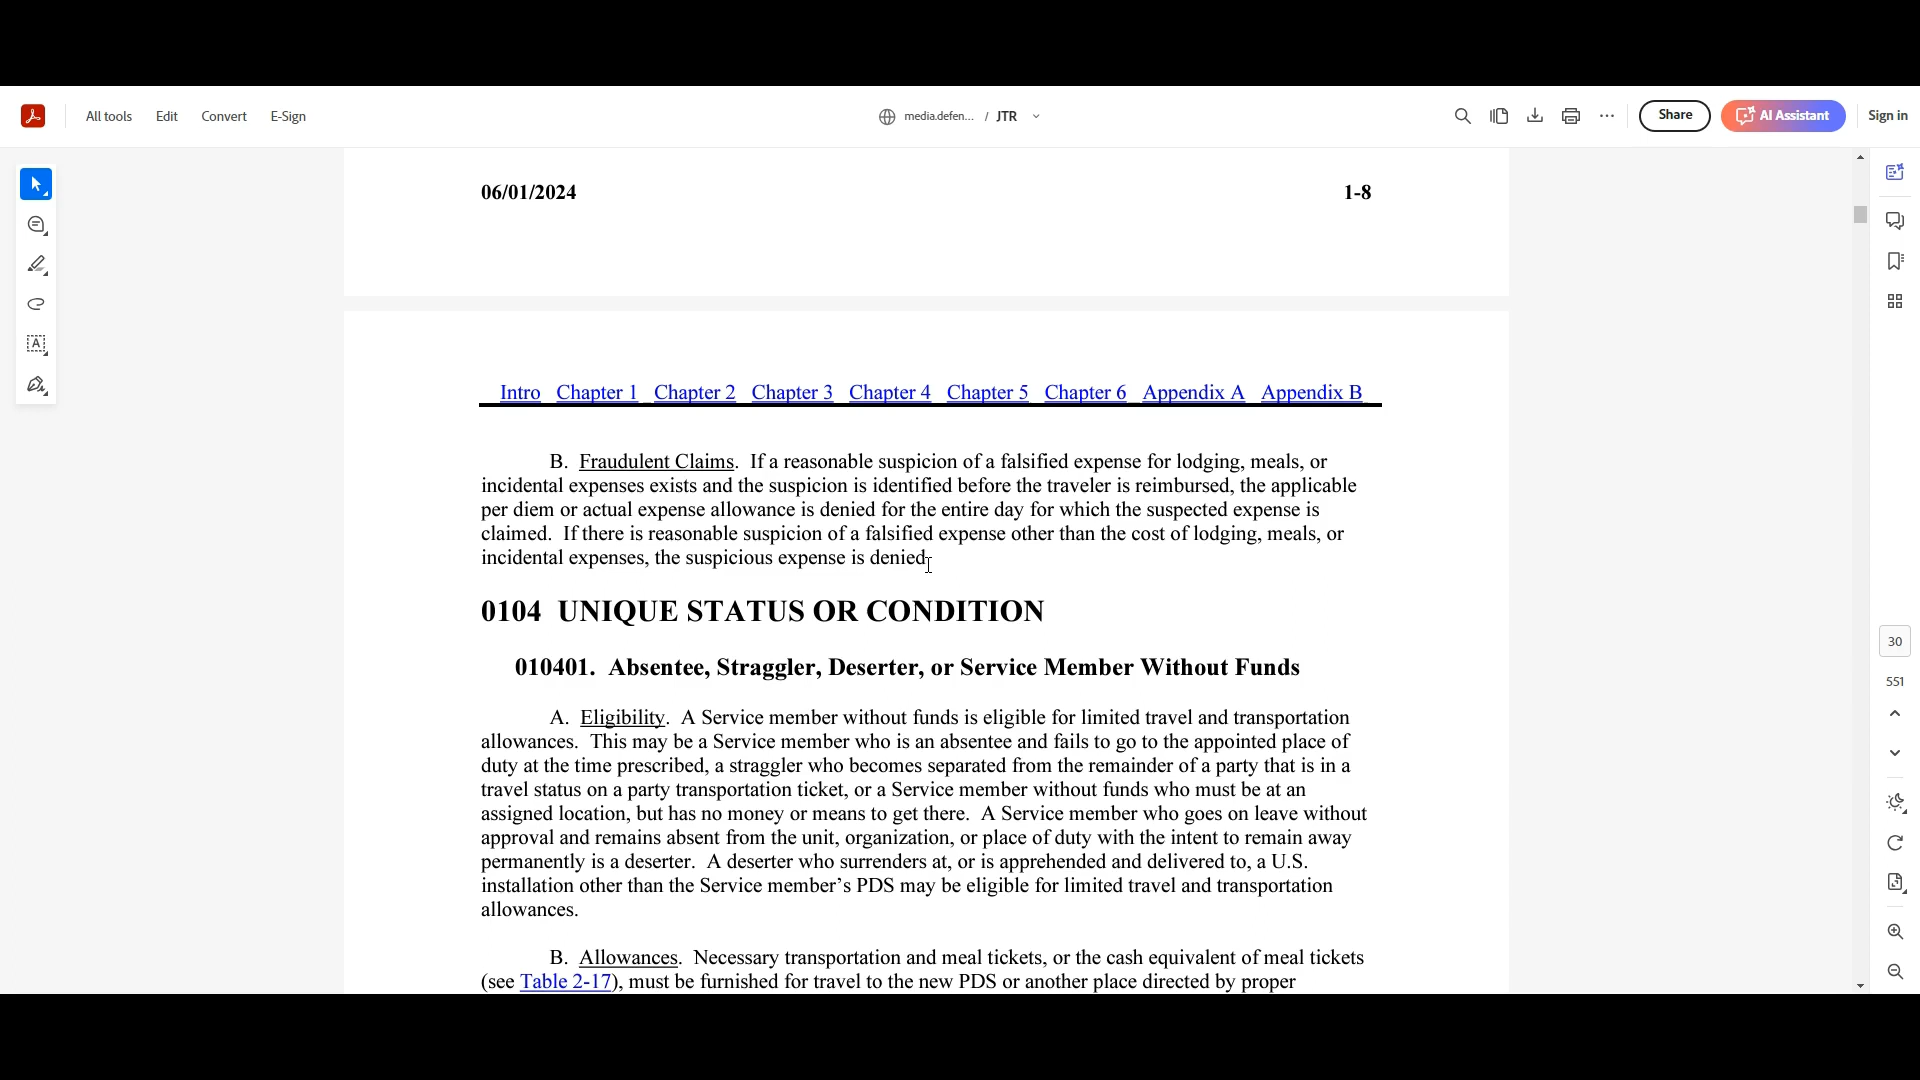 All tools Edit Convert E-Sign media.defen... / JTR Share AI Assistant Sign in
06/01/2024 1-8
Intro Chapter 1 Chapter 2 Chapter 3 Chapter 4 Chapter 5 Chapter 6 Appendix A Appendix B
B. Fraudulent Claims. If a reasonable suspicion of a falsified expense for lodging, meals, or
incidental expenses exists and the suspicion is identified before the traveler is reimbursed, the applicable
per diem or actual expense allowance is denied for the entire day for which the suspected expense is
claimed. If there is reasonable suspicion of a falsified expense other than the cost of lodging, meals, or
incidental expenses, the suspicious expense is denied.
0104 UNIQUE STATUS OR CONDITION
010401. Absentee, Straggler, Deserter, or Service Member Without Funds
A. Eligibility. A Service member without funds is eligible for limited travel and transportation
allowances. This may be a Service member who is an absentee and fails to go to the appointed place of
duty at the time prescribed, a straggler who becomes separated from the remainder of a party that is in a
travel status on a party transportation ticket, or a Service member without funds who must be at an
assigned location, but has no money or means to get there. A Service member who goes on leave without
approval and remains absent from the unit, organization, or place of duty with the intent to remain away
permanently is a deserter. A deserter who surrenders at, or is apprehended and delivered to, a U.S.
installation other than the Service member’s PDS may be eligible for limited travel and transportation
allowances.
B. Allowances. Necessary transportation and meal tickets, or the cash equivalent of meal tickets
(see Table 2-17), must be furnished for travel to the new PDS or another place directed by proper
30
551